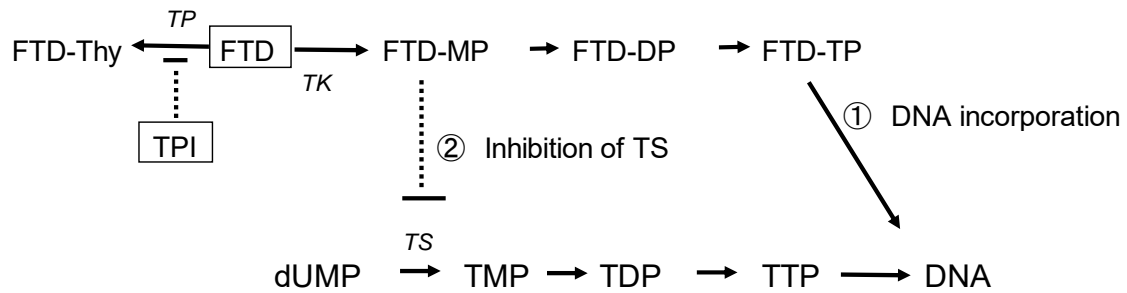 TP
FTD-Thy FTD FTD-MP FTD-DP FTD-TP
TK
① DNA incorporation
TPI
② Inhibition of TS
TS
dUMP TMP TDP TTP DNA